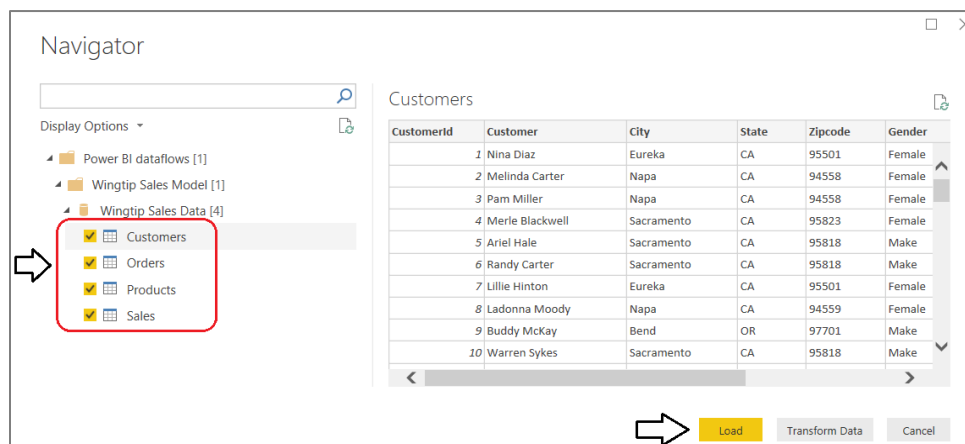 Navigator
Display Options
Power BI dataflows [1]
Wingtip Sales Model [1]
Wingtip Sales Data [4]
Customers
Orders
Products
Sales
Customers
CustomerId Customer City State Zipcode Gender
1 Nina Diaz Eureka CA 95501 Female
2 Melinda Carter Napa CA 94558 Female
3 Pam Miller Napa CA 94558 Female
4 Merle Blackwell Sacramento CA 95823 Female
5 Ariel Hale Sacramento CA 95818 Make
6 Randy Carter Sacramento CA 95818 Make
7 Lillie Hinton Eureka CA 95501 Female
8 Ladonna Moody Napa CA 94559 Female
9 Buddy McKay Bend OR 97701 Make
10 Warren Sykes Sacramento CA 95818 Make
Load Transform Data Cancel